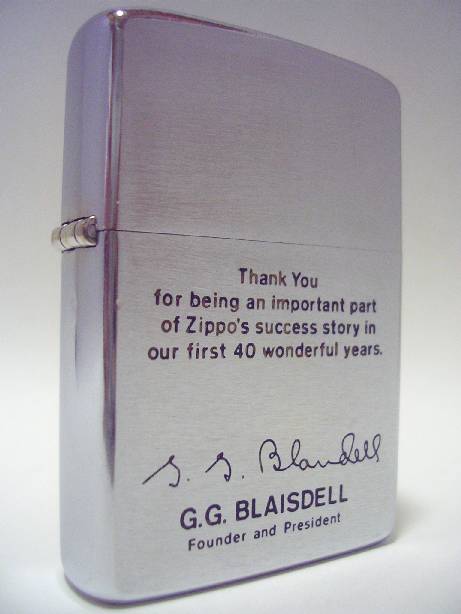 Thank You
for being an important part
of Zippo's success story in
our first 40 wonderful years.
G. G. Blaisdell
G.G. BLAISDELL
Founder and President